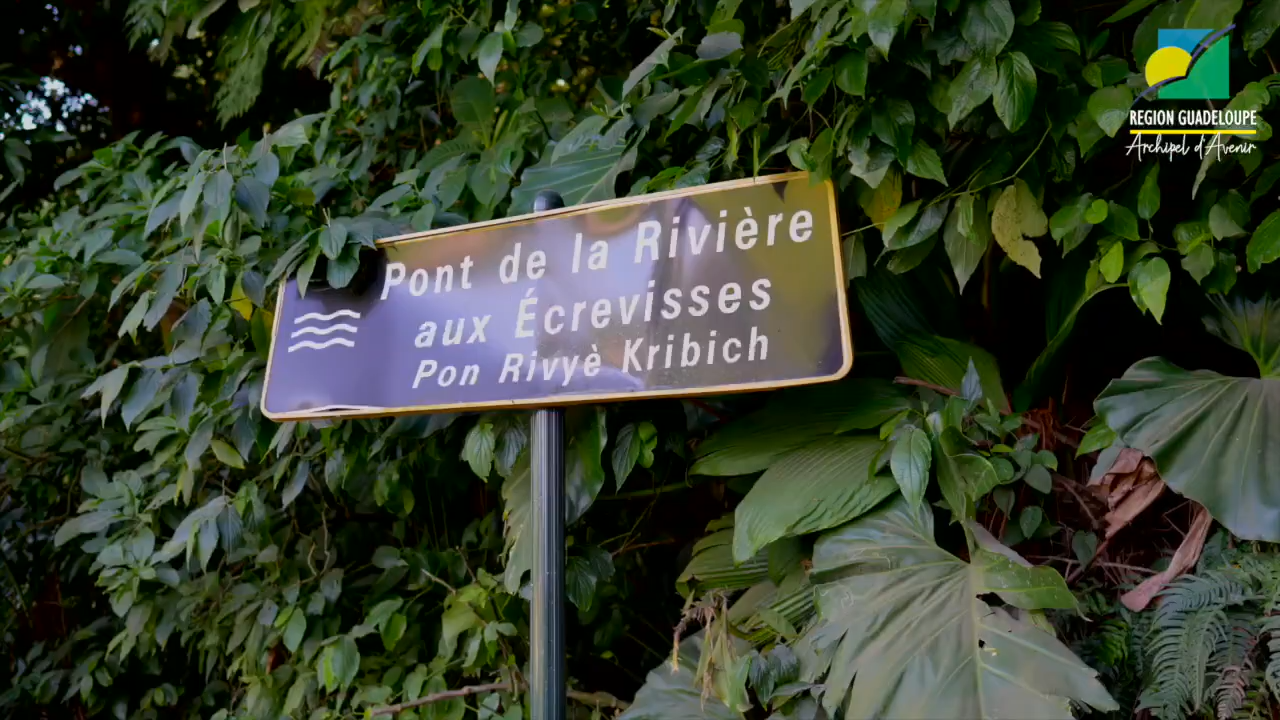 REGION GUADELOUPE
Archipel d'Avenir
Pont de la Rivière
aux Écrevisses
Pon Rivyè Kribich